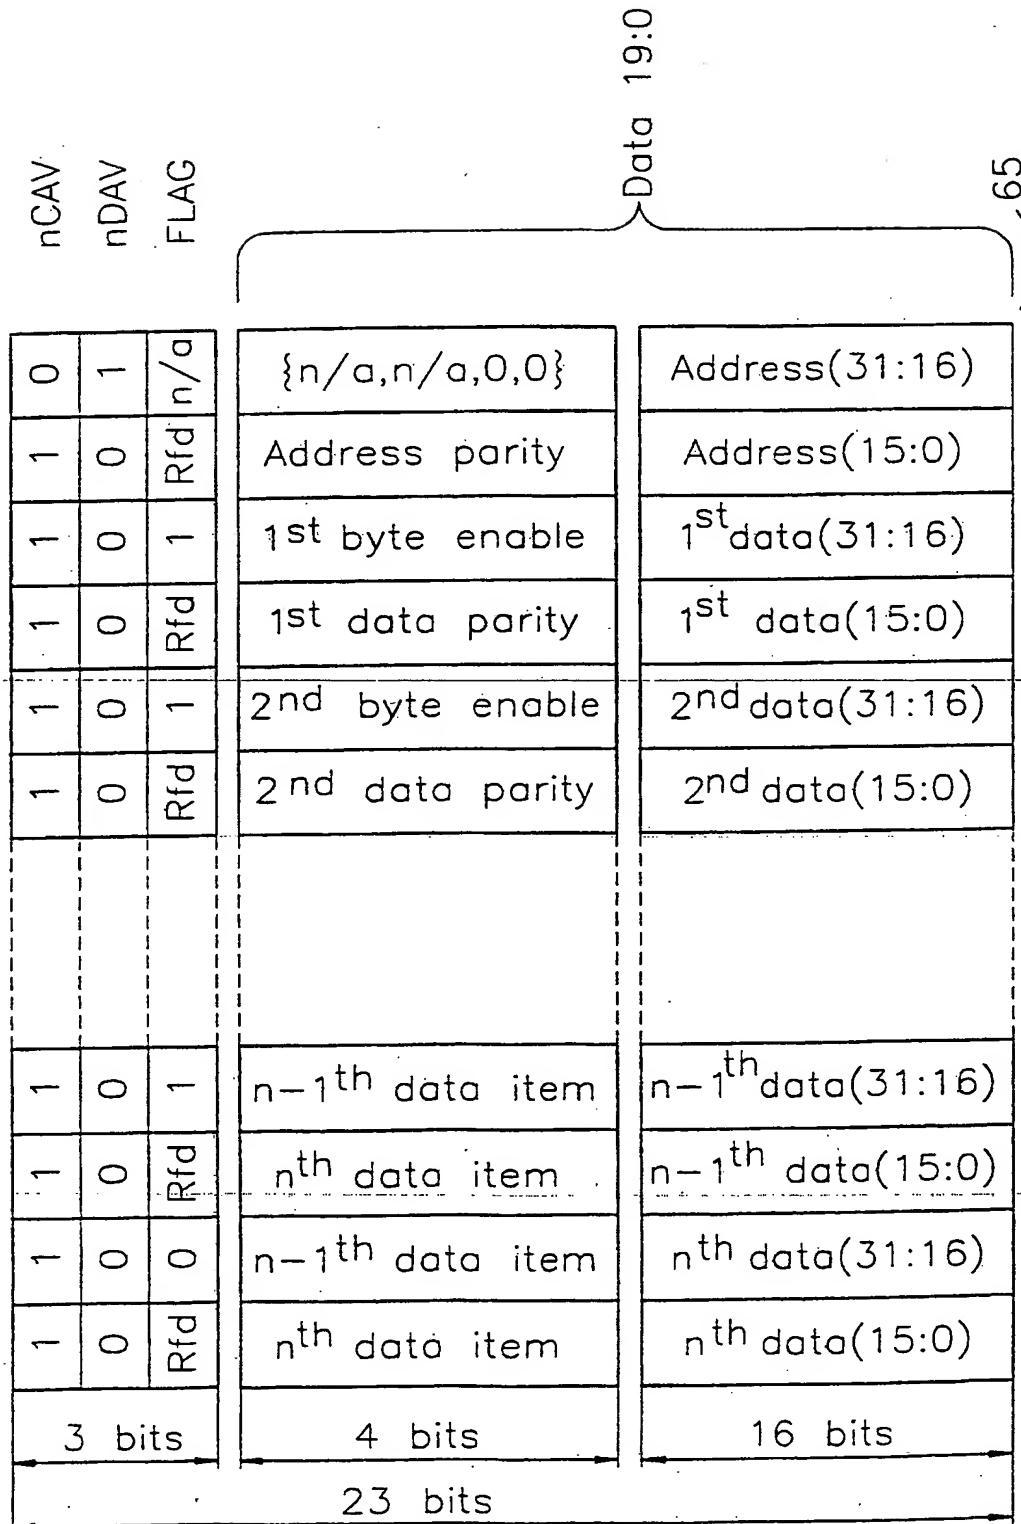 Data 19:0
nCAV nDAV FLAG
65
0 1 n/a {n/a,n/a,0,0} Address(31:16)
1 0 Rfd Address parity Address(15:0)
1 0 1 1st byte enable 1st data(31:16)
1 0 Rfd 1st data parity 1st data(15:0)
1 0 1 2nd byte enable 2nd data(31:16)
1 0 Rfd 2nd data parity 2nd data(15:0)
1 0 1 n-1th data item n-1th data(31:16)
1 0 Rfd nth data item n-1th data(15:0)
1 0 0 n-1th data item nth data(31:16)
1 0 Rfd nth data item nth data(15:0)
3 bits 4 bits 16 bits
23 bits